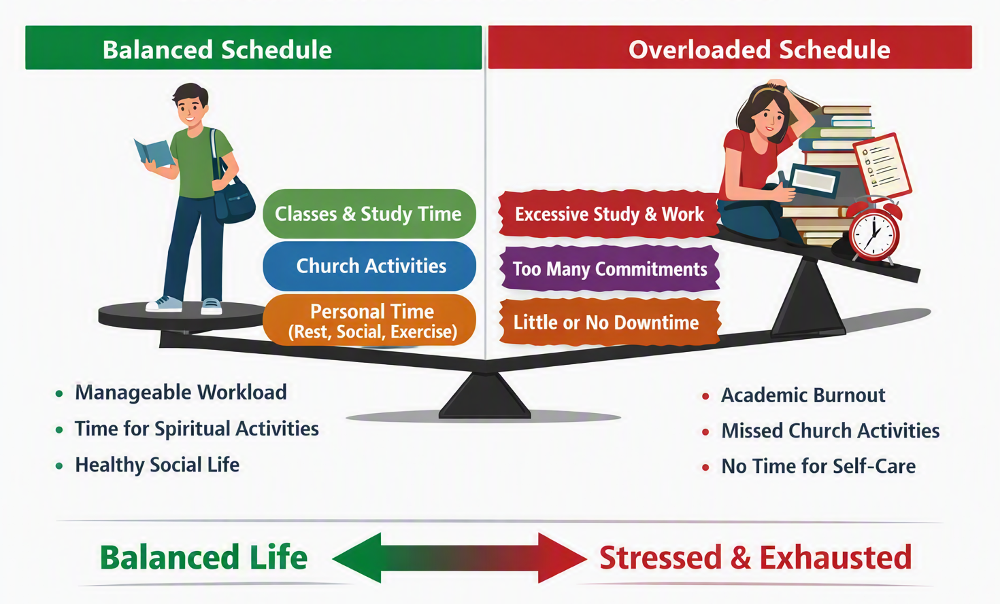 Balanced Schedule
Overloaded Schedule
Classes & Study Time
Church Activities
Personal Time
(Rest, Social, Exercise)
Excessive Study & Work
Too Many Commitments
Little or No Downtime
• Manageable Workload
• Time for Spiritual Activities
• Healthy Social Life
• Academic Burnout
• Missed Church Activities
• No Time for Self-Care
Balanced Life
Stressed & Exhausted